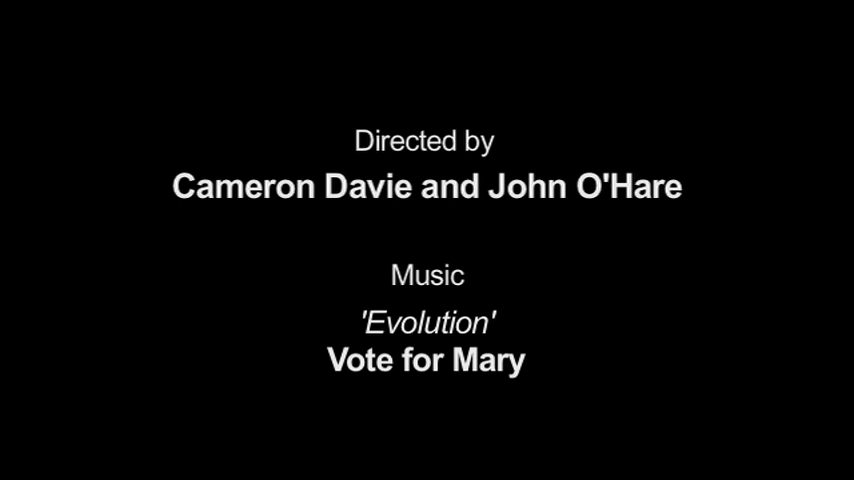 Directed by
Cameron Davie and John O'Hare
Music
'Evolution'
Vote for Mary